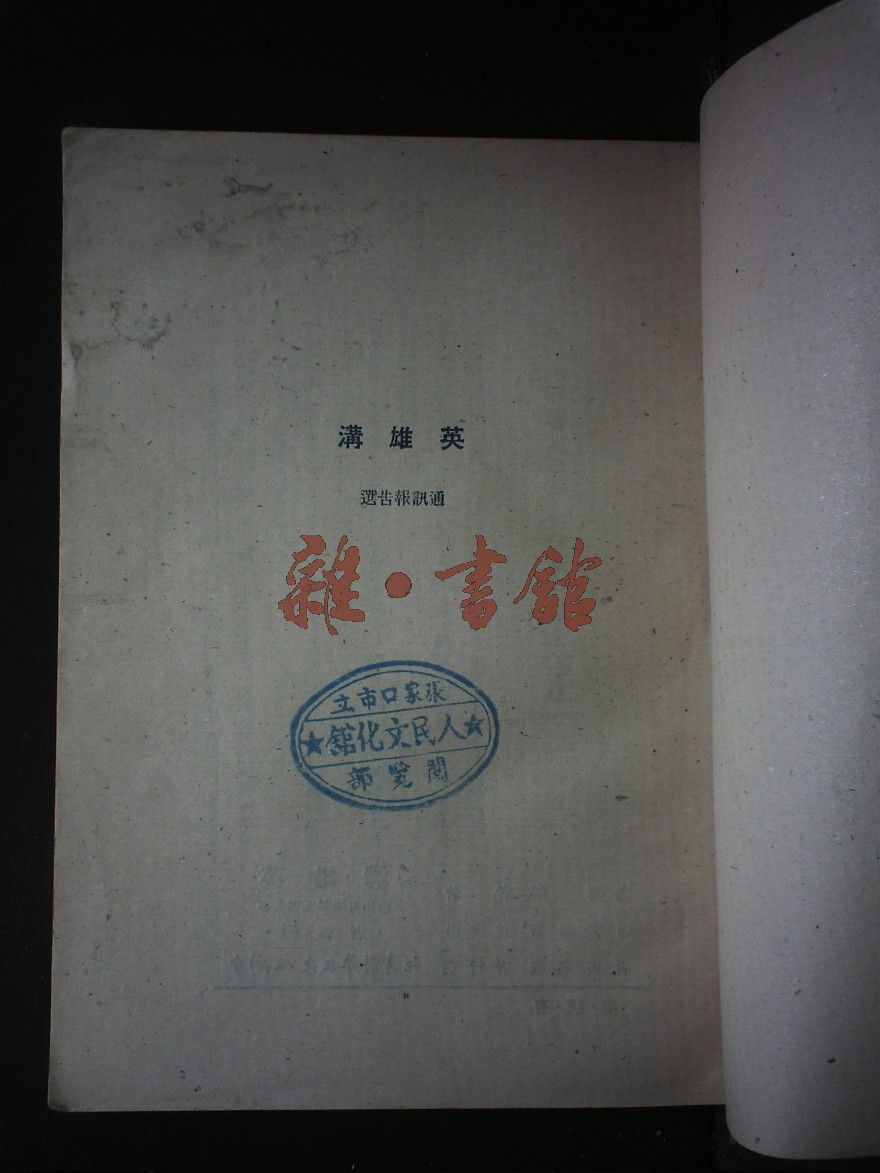 英雄溝
通訊報告選
雜·書館
張家口市立
★人民文化館★
閱覽部